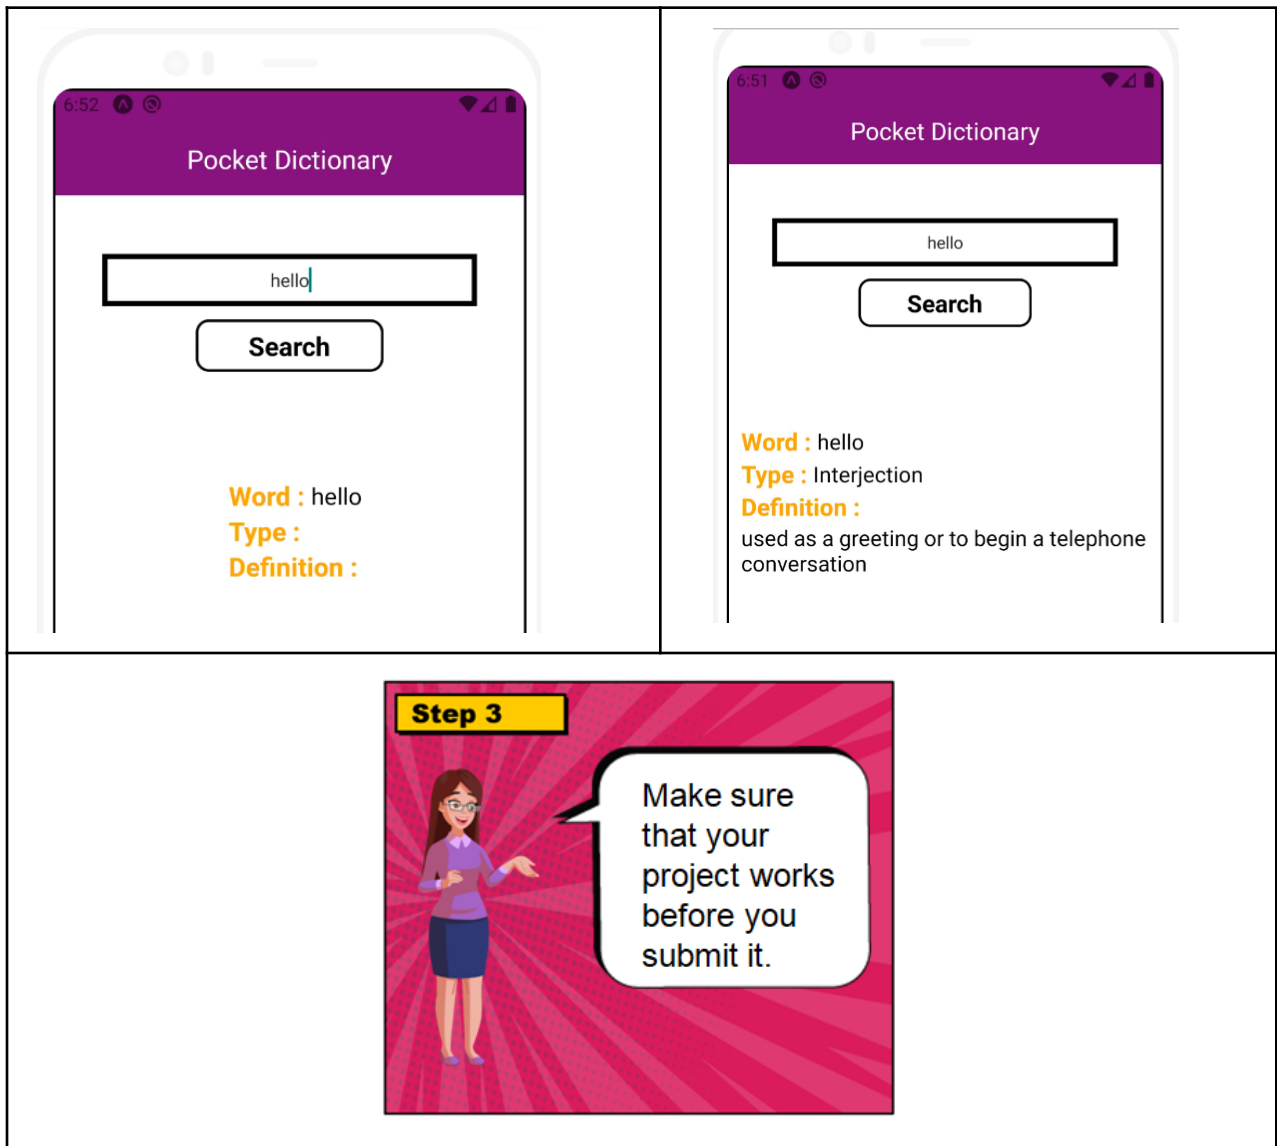 6:52
Pocket Dictionary
hello
Search
Word : hello
Type :
Definition :
6:51
Pocket Dictionary
hello
Search
Word : hello
Type : Interjection
Definition :
used as a greeting or to begin a telephone
conversation
Step 3
Make sure
that your
project works
before you
submit it.